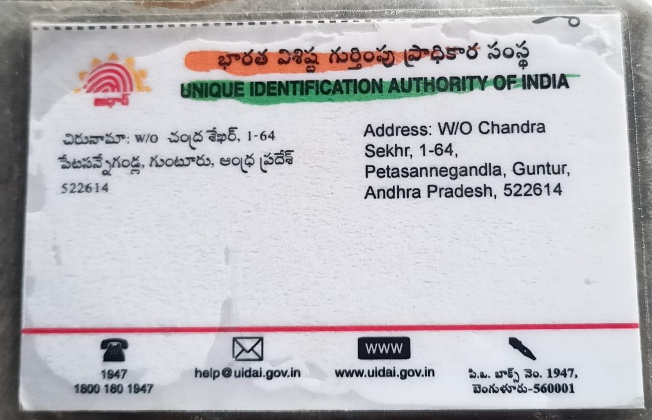 భారత విశిష్ట గుర్తింపు ప్రాధికార సంస్థ
UNIQUE IDENTIFICATION AUTHORITY OF INDIA
ఆధార్
చిరునామా: W/O చంద్ర శేఖర్, 1-64
పేటసన్నేగండ్ల, గుంటూరు, ఆంధ్ర ప్రదేశ్
522614
Address: W/O Chandra
Sekhr, 1-64,
Petasannegandla, Guntur,
Andhra Pradesh, 522614
1947
1800 180 1947
help@uidai.gov.in
WWW
www.uidai.gov.in
పి.బి. బాక్స్ నెం. 1947,
బెంగుళూరు-560001